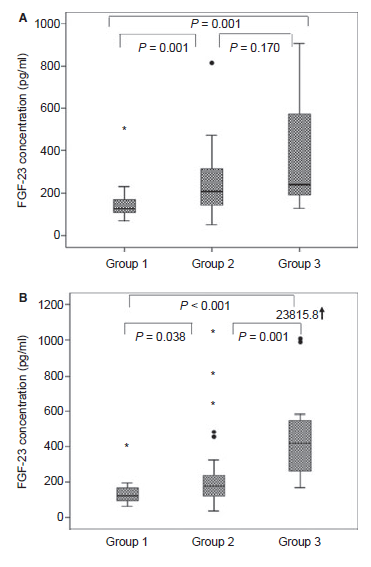 A
P = 0.001
P = 0.001 P = 0.170
FGF-23 concentration (pg/ml)
1000
800
600
400
200
0
*
Group 1 Group 2 Group 3
B
P < 0.001
23815.8
P = 0.038 P = 0.001
FGF-23 concentration (pg/ml)
1200
1000
800
600
400
200
0
*
*
*
*
Group 1 Group 2 Group 3